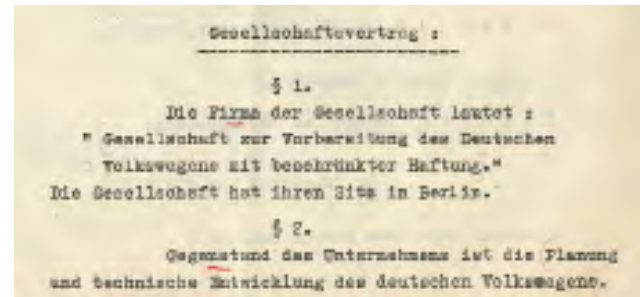 Gesellschaftsvertrag :
§ 1.
Die Firma der Gesellschaft lautet :
" Gesellschaft zur Vorbereitung des Deutschen
Volkswagens mit beschränkter Haftung."
Die Gesellschaft hat ihren Sitz in Berlin.
§ 2.
Gegenstand des Unternehmens ist die Planung
und technische Entwicklung des deutschen Volkswagens.